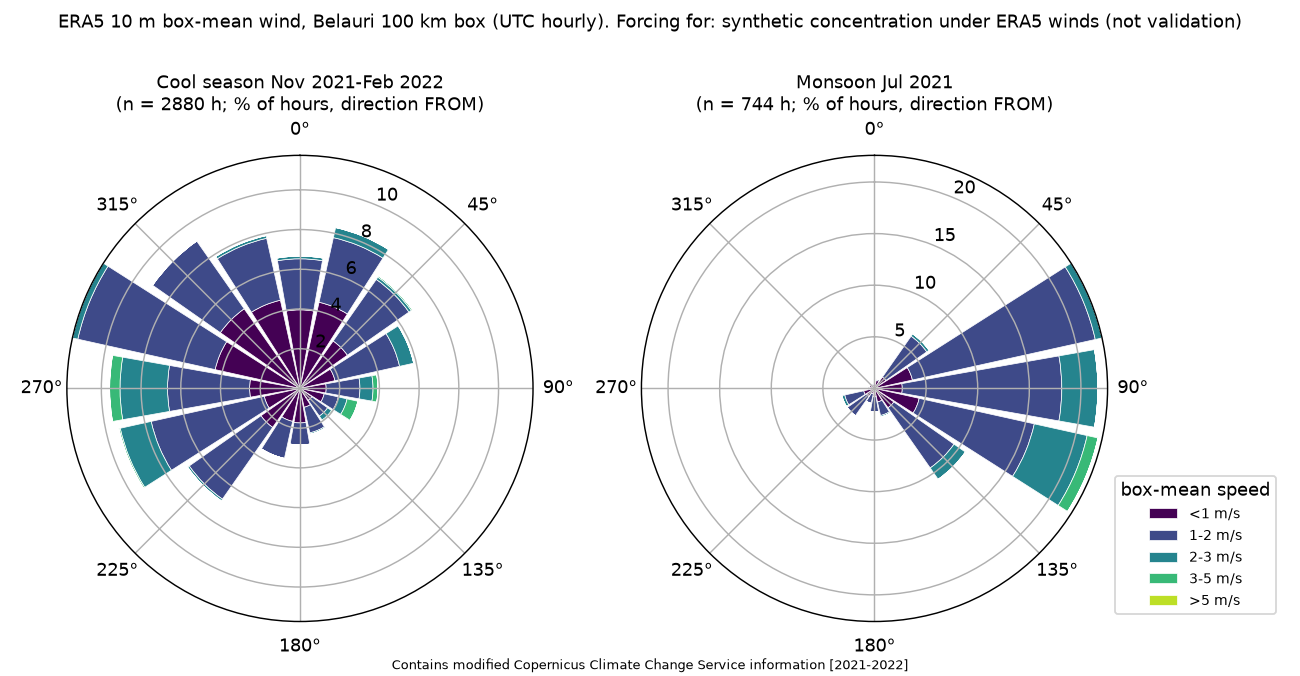 ERA5 10 m box-mean wind, Belauri 100 km box (UTC hourly). Forcing for: synthetic concentration under ERA5 winds (not validation)
Cool season Nov 2021-Feb 2022
(n = 2880 h; % of hours, direction FROM)
0°
45°
90°
135°
180°
225°
270°
315°
2
4
6
8
10
Monsoon Jul 2021
(n = 744 h; % of hours, direction FROM)
0°
45°
90°
135°
180°
225°
270°
315°
5
10
15
20
box-mean speed
<1 m/s
1-2 m/s
2-3 m/s
3-5 m/s
>5 m/s
Contains modified Copernicus Climate Change Service information [2021-2022]